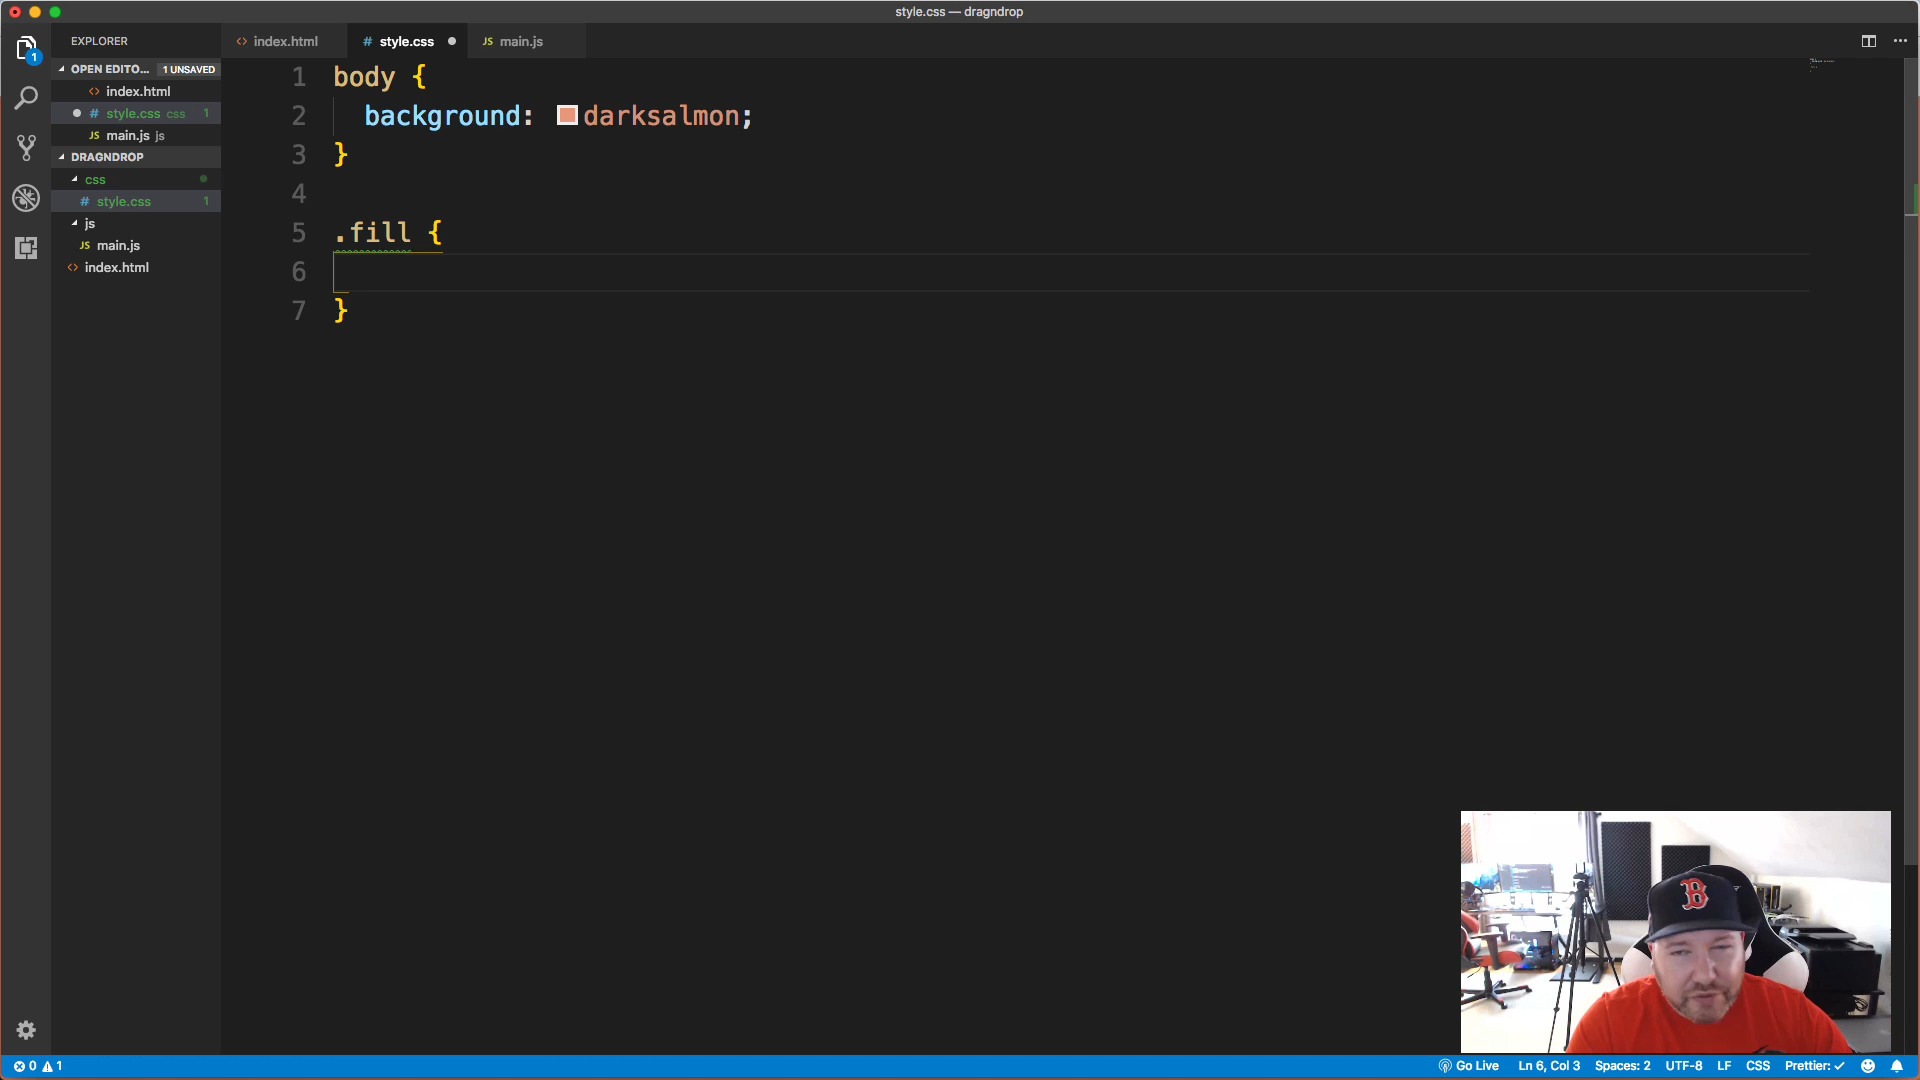 style.css — dragndrop
EXPLORER
index.html
# style.css
JS main.js
OPEN EDITO... 1 UNSAVED
index.html
# style.css css 1
JS main.js js
DRAGNDROP
css
# style.css 1
js
JS main.js
index.html
1
1 body {
2 background: darksalmon;
3 }
4
5 .fill {
6
7 }
B
0 1
Go Live Ln 6, Col 3 Spaces: 2 UTF-8 LF CSS Prettier: ✓